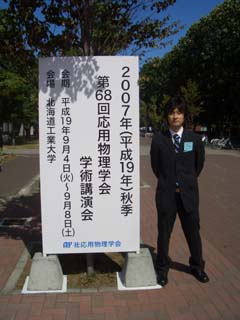 2007年(平成19年)秋季
第68回応用物理学会
学術講演会
会期 平成19年9月4日(火)～9月8日(土)
会場 北海道工業大学
応用物理学会